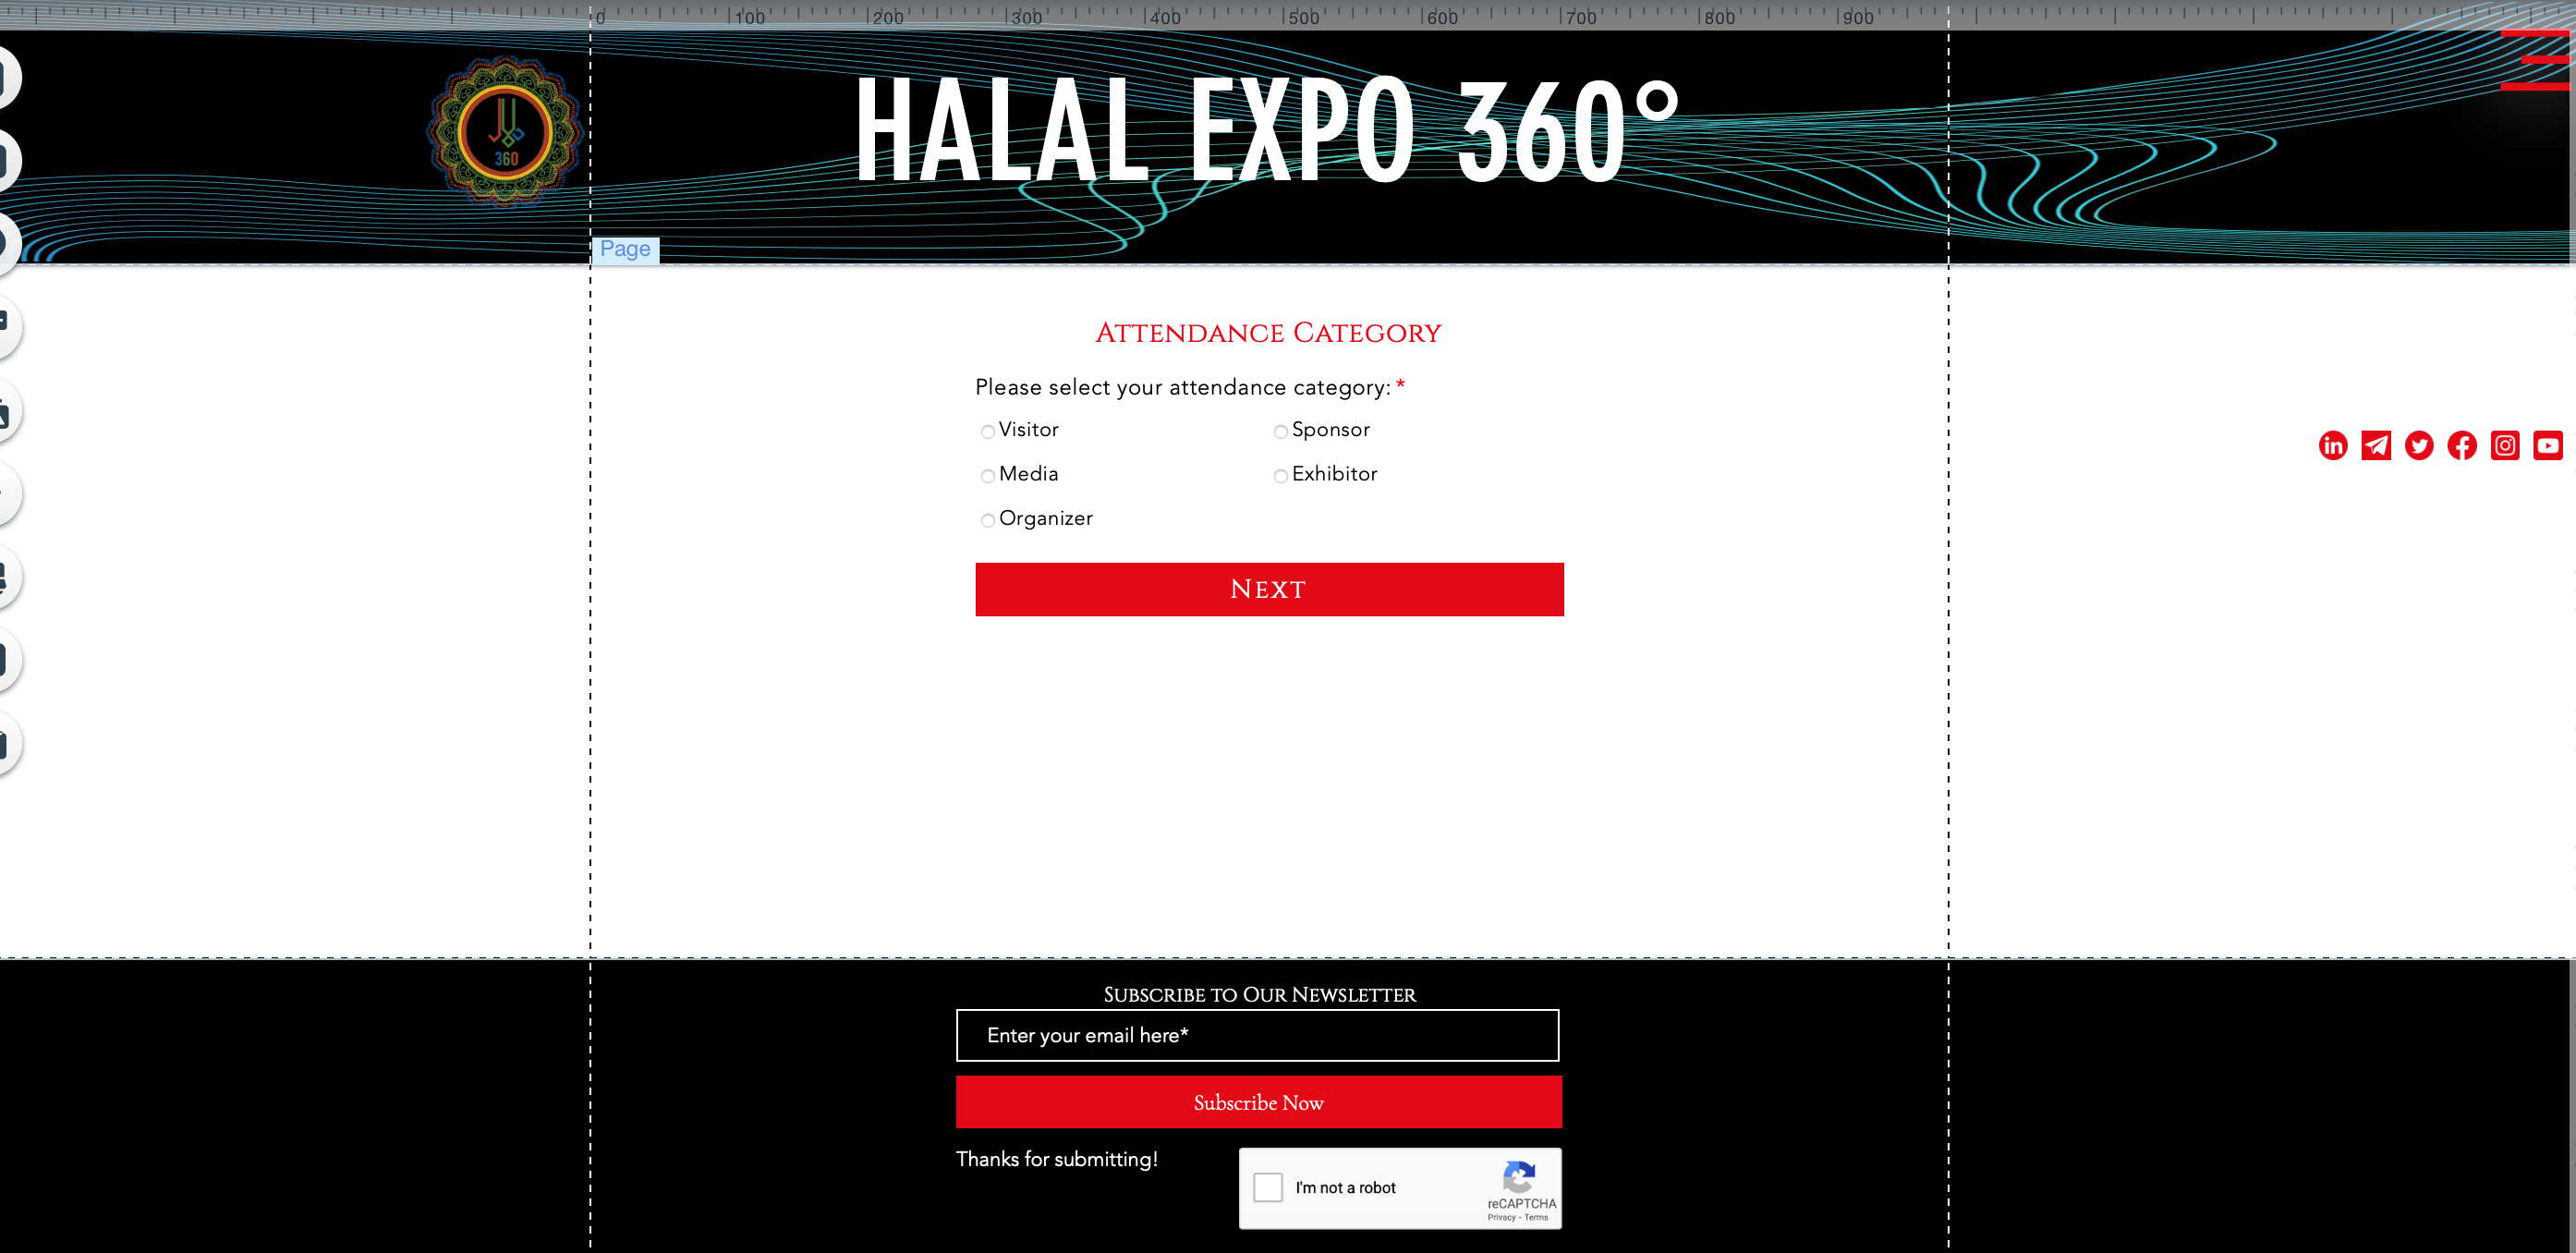 0 100 200 300 400 500 600 700 800 900
360
HALAL EXPO 360°
Page
Attendance Category
Please select your attendance category: *
Visitor
Sponsor
Media
Exhibitor
Organizer
Next
Subscribe to Our Newsletter
Enter your email here*
Subscribe Now
Thanks for submitting!
I'm not a robot
reCAPTCHA
Privacy - Terms